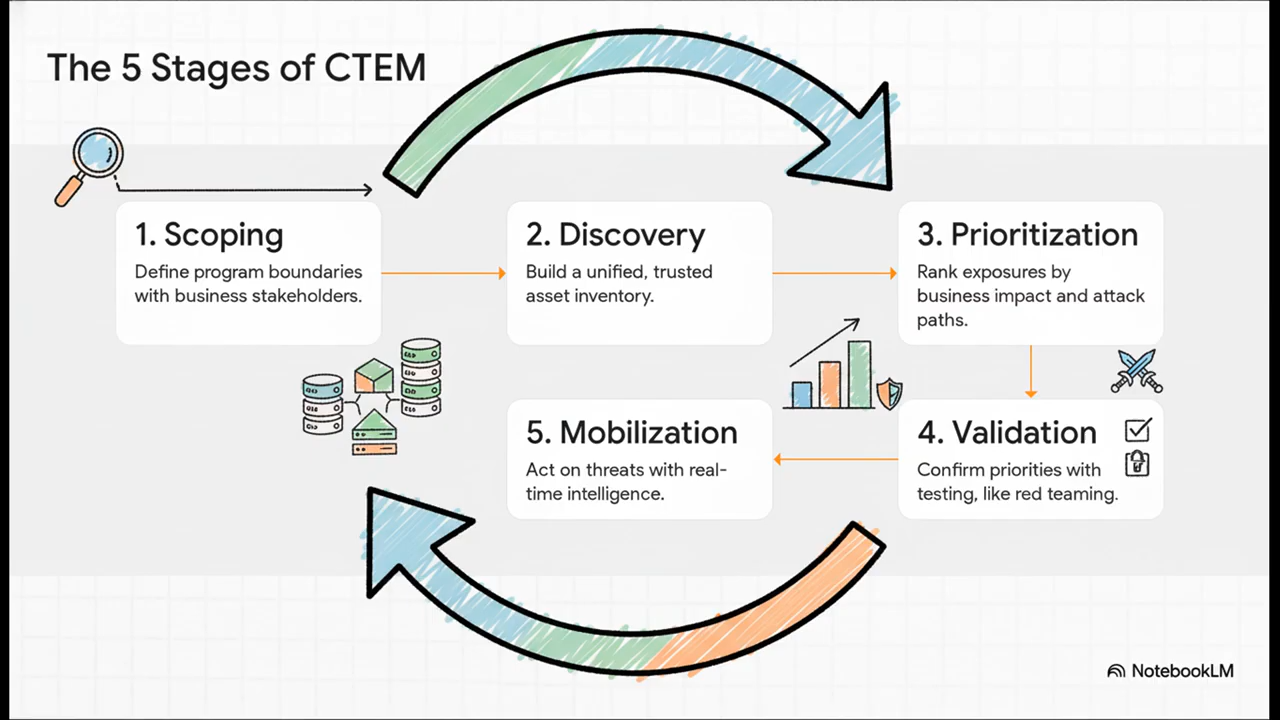 The 5 Stages of CTEM
1. Scoping
Define program boundaries
with business stakeholders.
2. Discovery
Build a unified, trusted
asset inventory.
3. Prioritization
Rank exposures by
business impact and attack
paths.
4. Validation
Confirm priorities with
testing, like red teaming.
5. Mobilization
Act on threats with real-
time intelligence.
NotebookLM